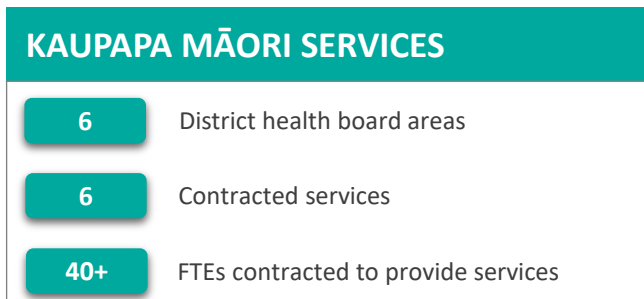 KAUPAPA MĀORI SERVICES
6 District health board areas
6 Contracted services
40+ FTEs contracted to provide services